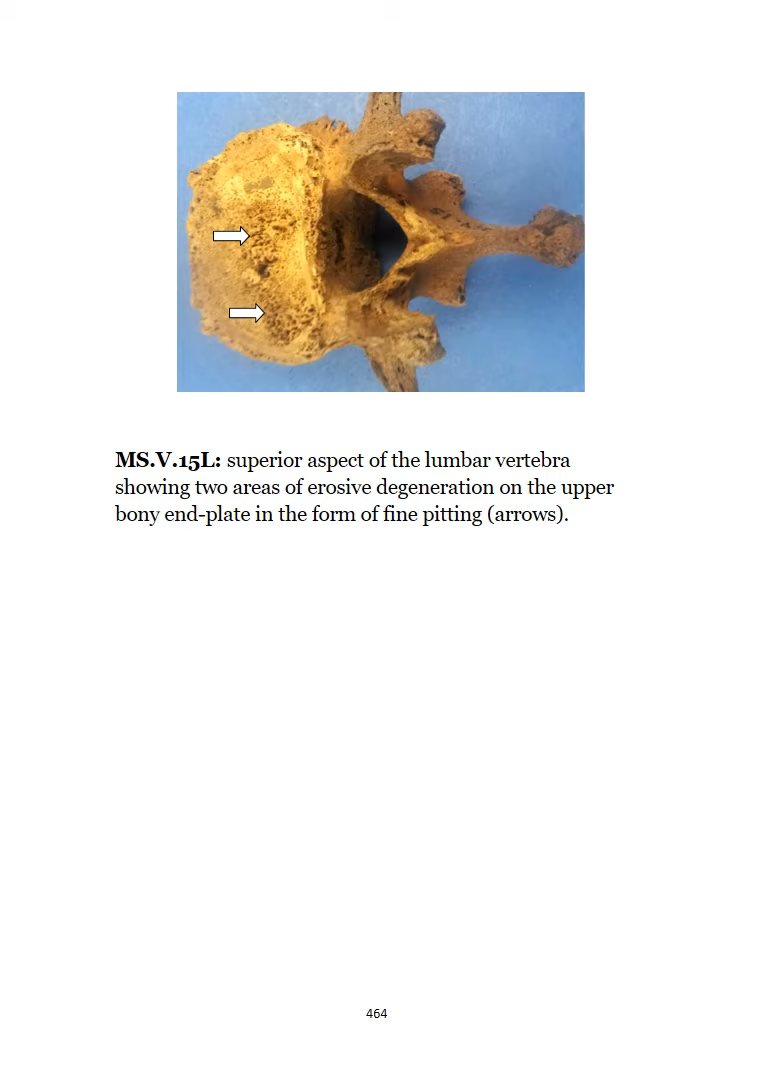 MS.V.15L: superior aspect of the lumbar vertebra
showing two areas of erosive degeneration on the upper
bony end-plate in the form of fine pitting (arrows).
464